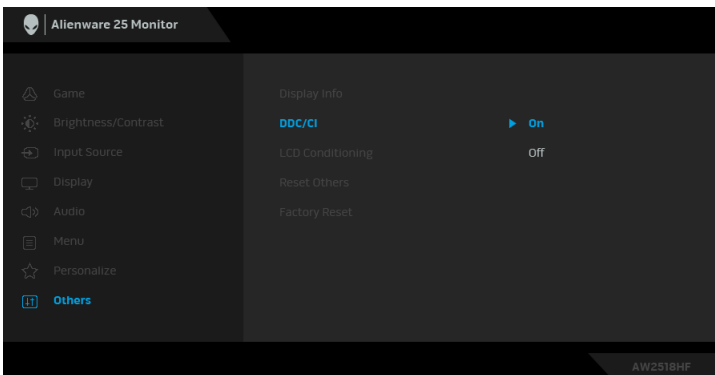 Alienware 25 Monitor
Game
Display Info
Brightness/Contrast
DDC/CI
On
Input Source
LCD Conditioning
Off
Display
Reset Others
Audio
Factory Reset
Menu
Personalize
Others
AW2518HF